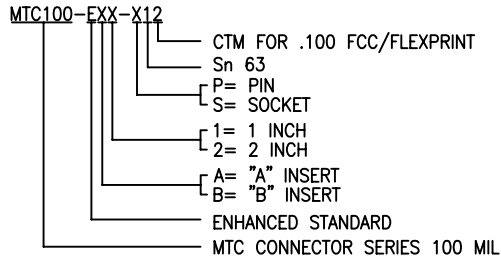 MTC100-EXX-X12
CTM FOR .100 FCC/FLEXPRINT
Sn 63
P= PIN
S= SOCKET
1= 1 INCH
2= 2 INCH
A= "A" INSERT
B= "B" INSERT
ENHANCED STANDARD
MTC CONNECTOR SERIES 100 MIL